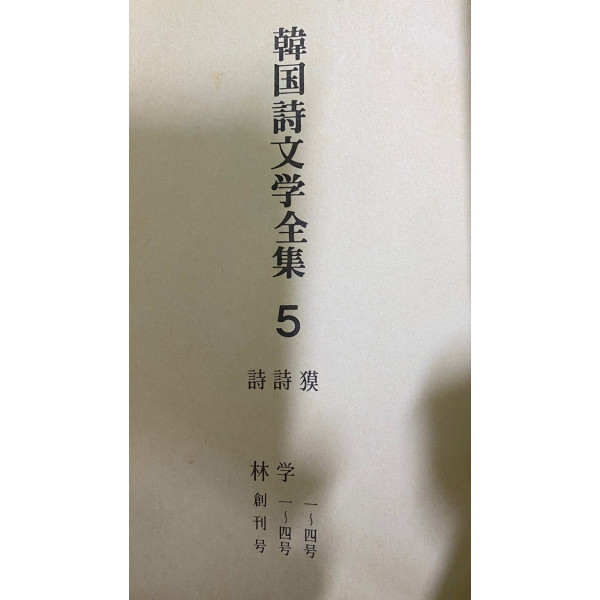 韓国詩文学全集 5
獏 一〜四号
詩学 一〜四号
詩林 創刊号